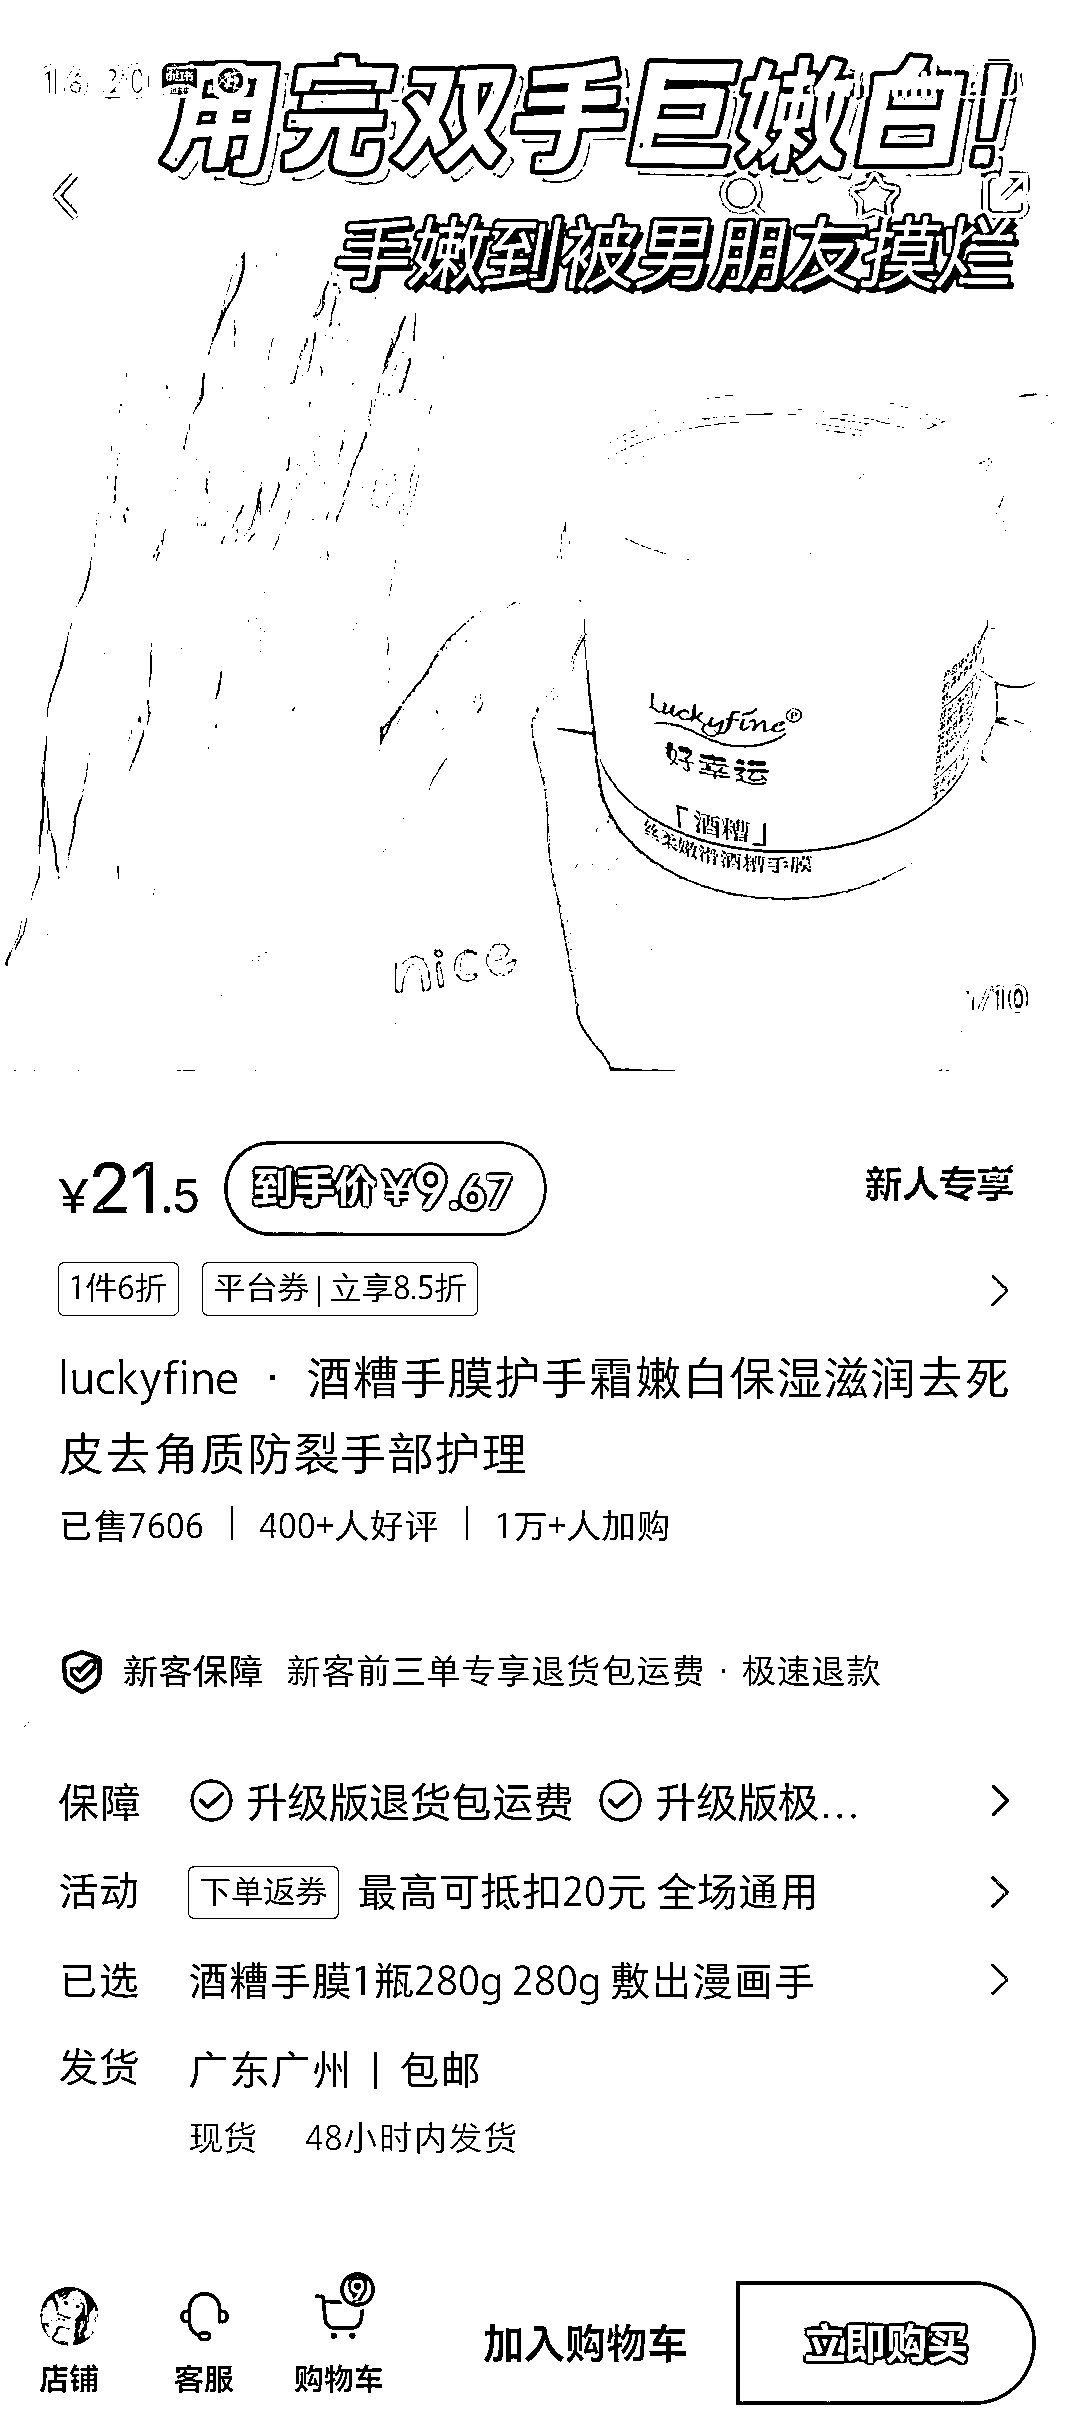 16:20
用完双手巨嫩白!
手嫩到被男朋友摸烂
Luckyfine®
好幸运
「酒糟」
丝柔嫩滑酒糟手膜
nice
1/10
¥21.5 到手价¥9.67 新人专享
1件6折 平台券|立享8.5折
luckyfine · 酒糟手膜护手霜嫩白保湿滋润去死
皮去角质防裂手部护理
已售7606 | 400+人好评 | 1万+人加购
新客保障 新客前三单专享退货包运费 · 极速退款
保障 升级版退货包运费 升级版极...
活动 下单返券 最高可抵扣20元 全场通用
已选 酒糟手膜1瓶280g 280g 敷出漫画手
发货 广东广州 | 包邮
现货 48小时内发货
9
店铺 客服 购物车 加入购物车 立即购买